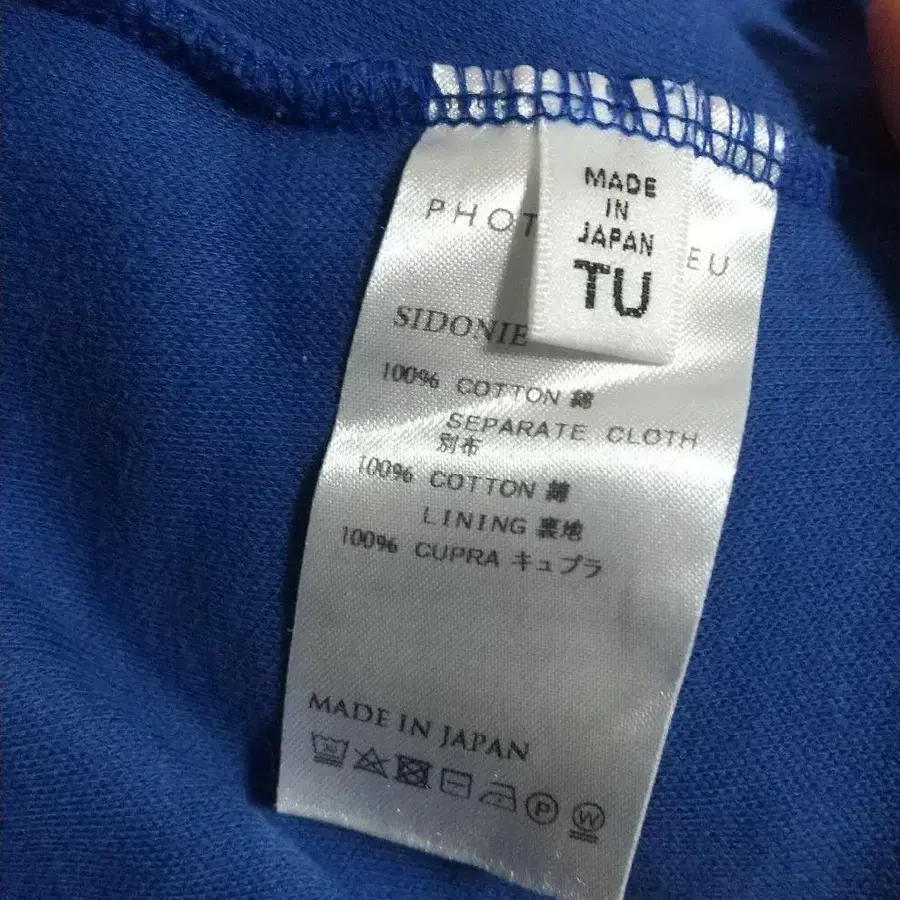 MADE
IN
JAPAN
TU
PHOT EU
SIDONIE
100% COTTON 綿
SEPARATE CLOTH
別布
100% COTTON 綿
LINING 裏地
100% CUPRA キュプラ
MADE IN JAPAN
P
W